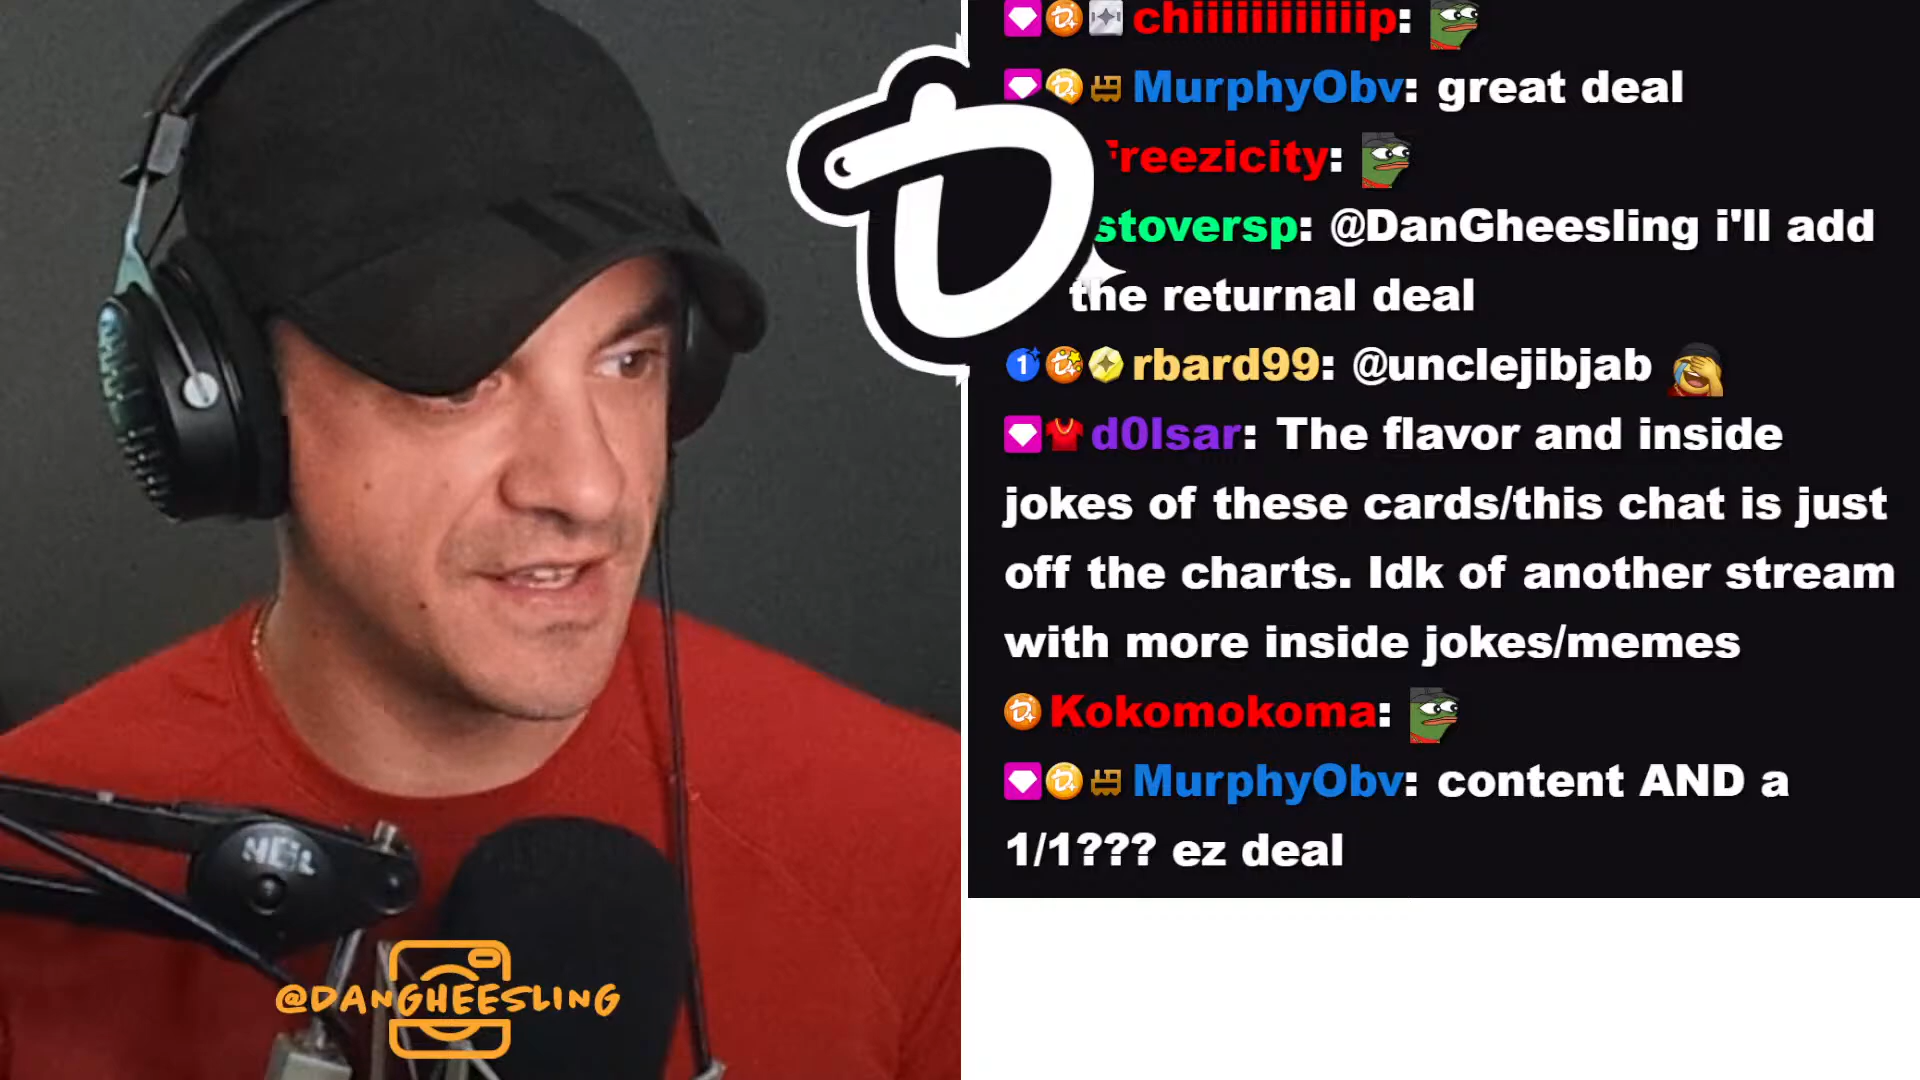 chiiiiiiiiiiiip:
MurphyObv: great deal
Freezicity:
stoversp: @DanGheesling i'll add
the returnal deal
rbard99: @unclejibjab
d0lsar: The flavor and inside
jokes of these cards/this chat is just
off the charts. Idk of another stream
with more inside jokes/memes
Kokomokoma:
MurphyObv: content AND a
1/1??? ez deal
D
@DANGHEESLING